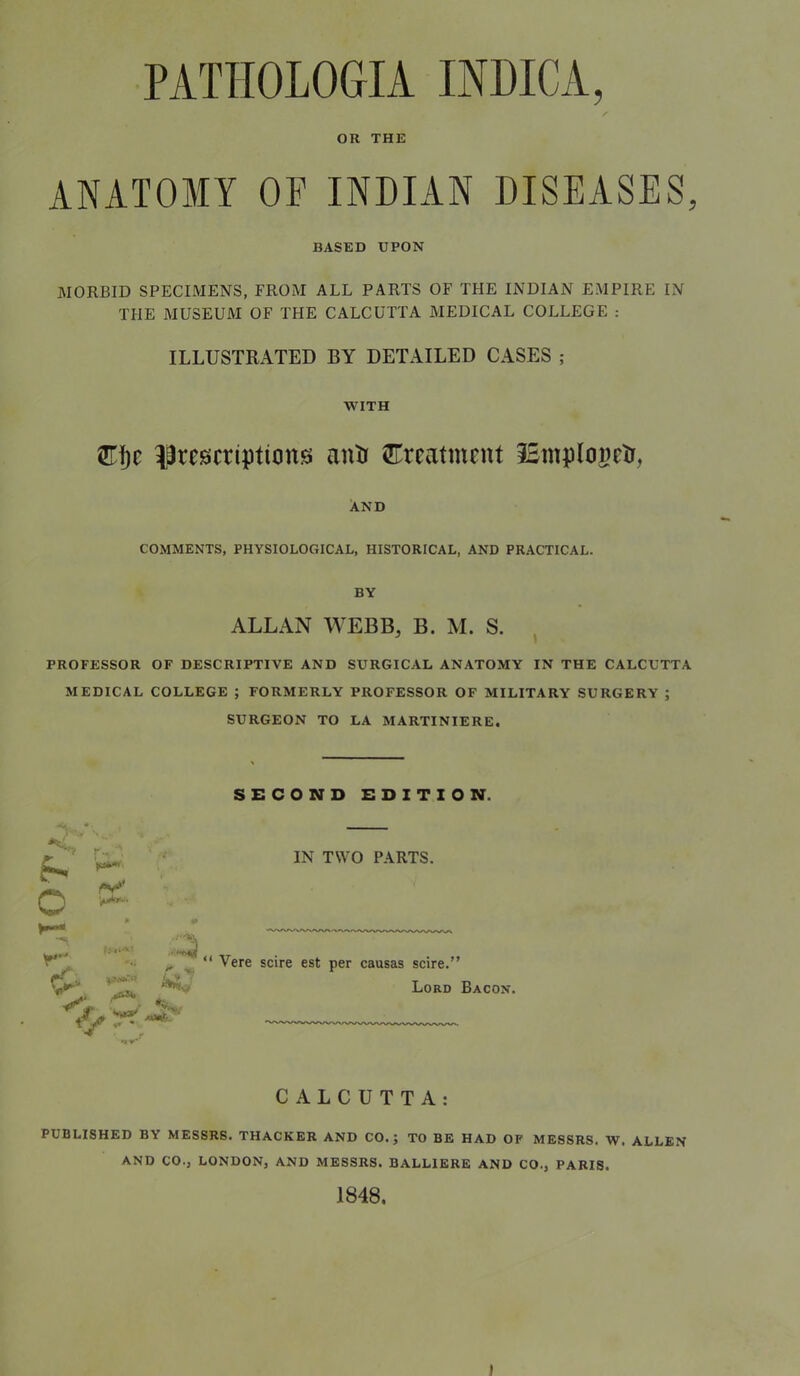 PATHOLOGIA INDICA,
OR THE
ANATOMY OF INDIAN DISEASES,
BASED UPON
MORBID SPECIMENS, FROM ALL PARTS OF THE INDIAN EMPIRE IN
THE MUSEUM OF THE CALCUTTA MEDICAL COLLEGE :
ILLUSTRATED BY DETAILED CASES ;
WITH
The Prescriptions and Treatment Employed,
AND
COMMENTS, PHYSIOLOGICAL, HISTORICAL, AND PRACTICAL.
BY
ALLAN WEBB, B. M. S.
PROFESSOR OF DESCRIPTIVE AND SURGICAL ANATOMY IN THE CALCUTTA
MEDICAL COLLEGE ; FORMERLY PROFESSOR OF MILITARY SURGERY ;
SURGEON TO LA MARTINIERE.
SECOND EDITION.
IN TWO PARTS.
“ Vere scire est per causas scire.”
LORD BACON.
CALCUTTA:
PUBLISHED BY MESSRS. THACKER AND CO.; TO BE HAD OF MESSRS. W. ALLEN
AND CO., LONDON, AND MESSRS. BALLIERE AND CO., PARIS.
1848.